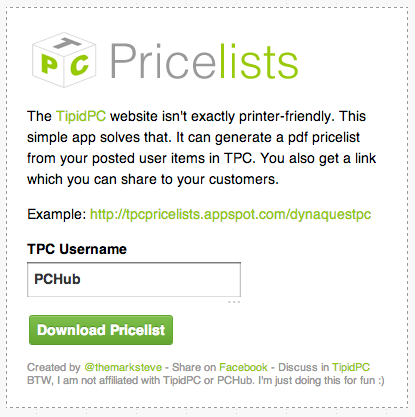 T P C Pricelists
The TipidPC website isn't exactly printer-friendly. This
simple app solves that. It can generate a pdf pricelist
from your posted user items in TPC. You also get a link
which you can share to your customers.
Example: http://tpcpricelists.appspot.com/dynaquestpc
TPC Username
PCHub
Download Pricelist
Created by @themarksteve - Share on Facebook - Discuss in TipidPC
BTW, I am not affiliated with TipidPC or PCHub. I'm just doing this for fun :)